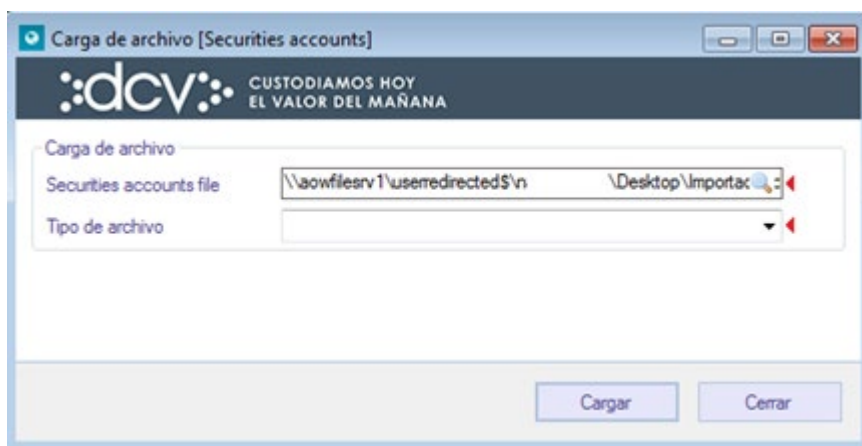 Carga de archivo [Securities accounts]
dcv
CUSTODIAMOS HOY
EL VALOR DEL MAÑANA
Carga de archivo
Securities accounts file \\aowfilesrv1\userredirected$\n \Desktop\Importac
Tipo de archivo
Cargar Cerrar